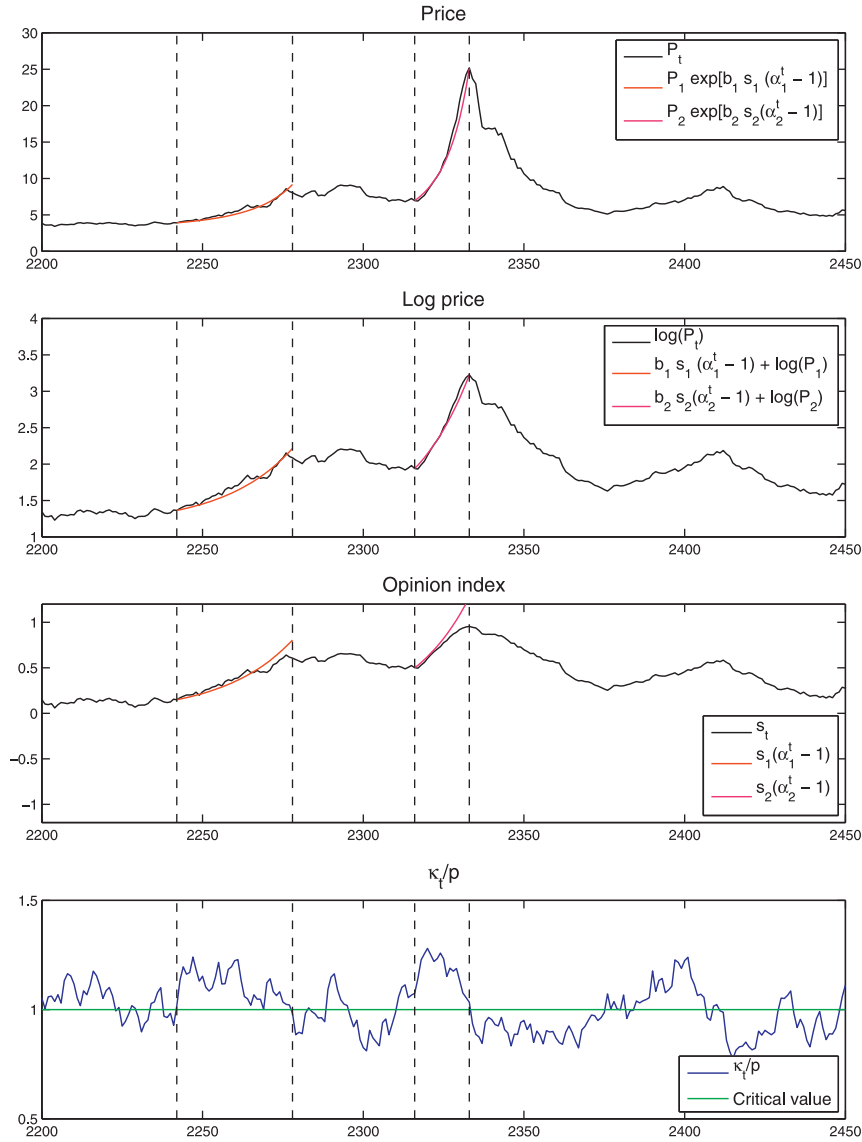 Price
30
25
20
15
10
5
0
P_t
P_1 exp[b_1 s_1 (α_1^t − 1)]
P_2 exp[b_2 s_2(α_2^t − 1)]
2200 2250 2300 2350 2400 2450
Log price
4
3.5
3
2.5
2
1.5
1
log(P_t)
b_1 s_1 (α_1^t − 1) + log(P_1)
b_2 s_2(α_2^t − 1) + log(P_2)
2200 2250 2300 2350 2400 2450
Opinion index
1
0.5
0
−0.5
−1
s_t
s_1(α_1^t − 1)
s_2(α_2^t − 1)
2200 2250 2300 2350 2400 2450
κ_t/p
1.5
1
0.5
κ_t/p
Critical value
2200 2250 2300 2350 2400 2450